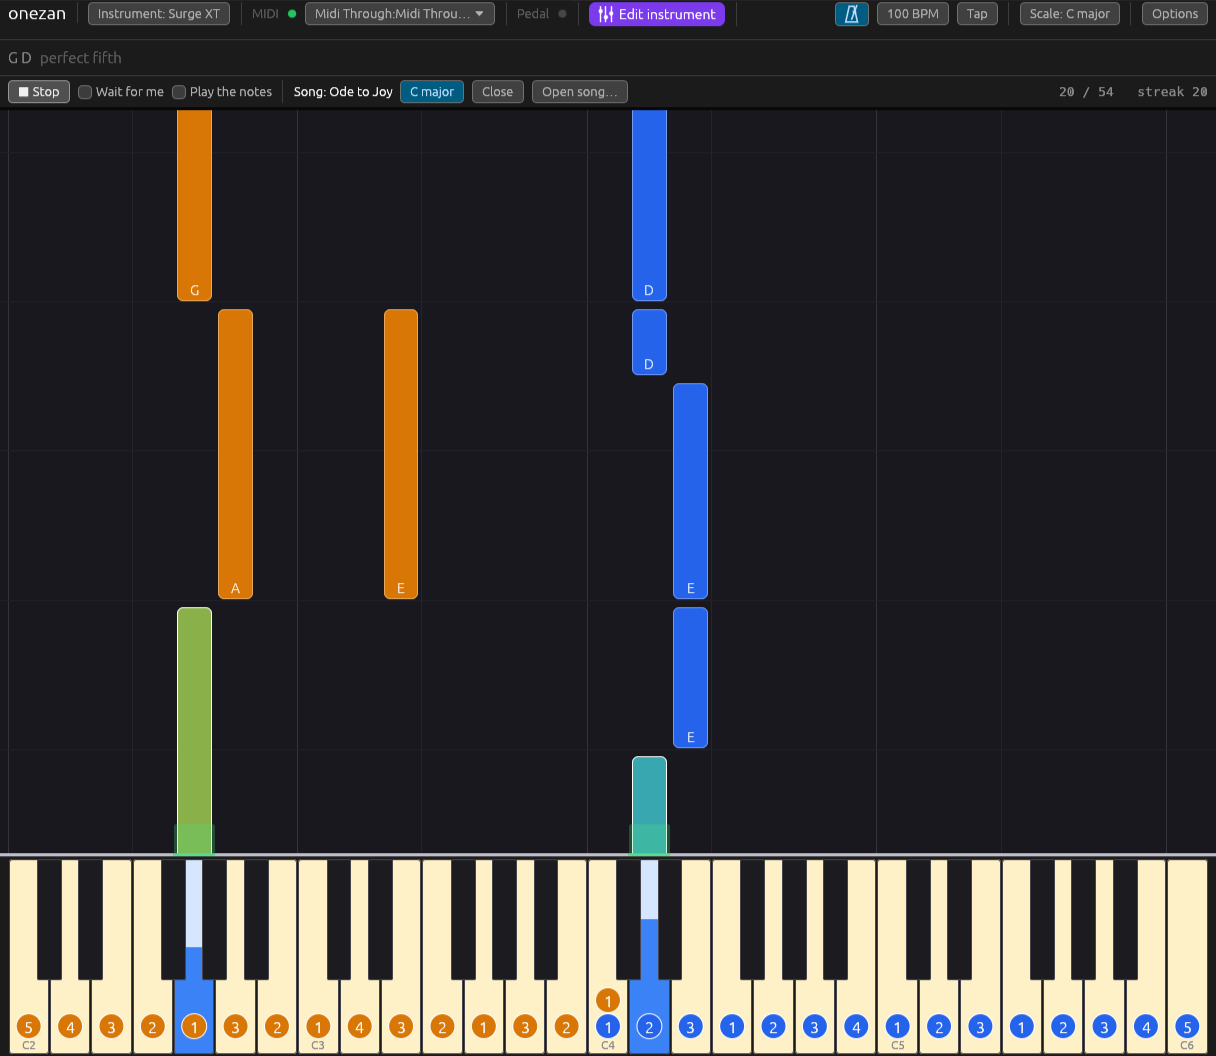 onezan Instrument: Surge XT MIDI Midi Through:Midi Throu... Pedal Edit instrument 100 BPM Tap Scale: C major Options
G D perfect fifth
Stop Wait for me Play the notes Song: Ode to Joy C major Close Open song... 20 / 54 streak 20
G D
D
A E E
E
1
5 4 3 2 1 3 2 1 4 3 2 1 3 2 1 2 3 1 2 3 4 1 2 3 1 2 3 4 5
C2 C3 C4 C5 C6